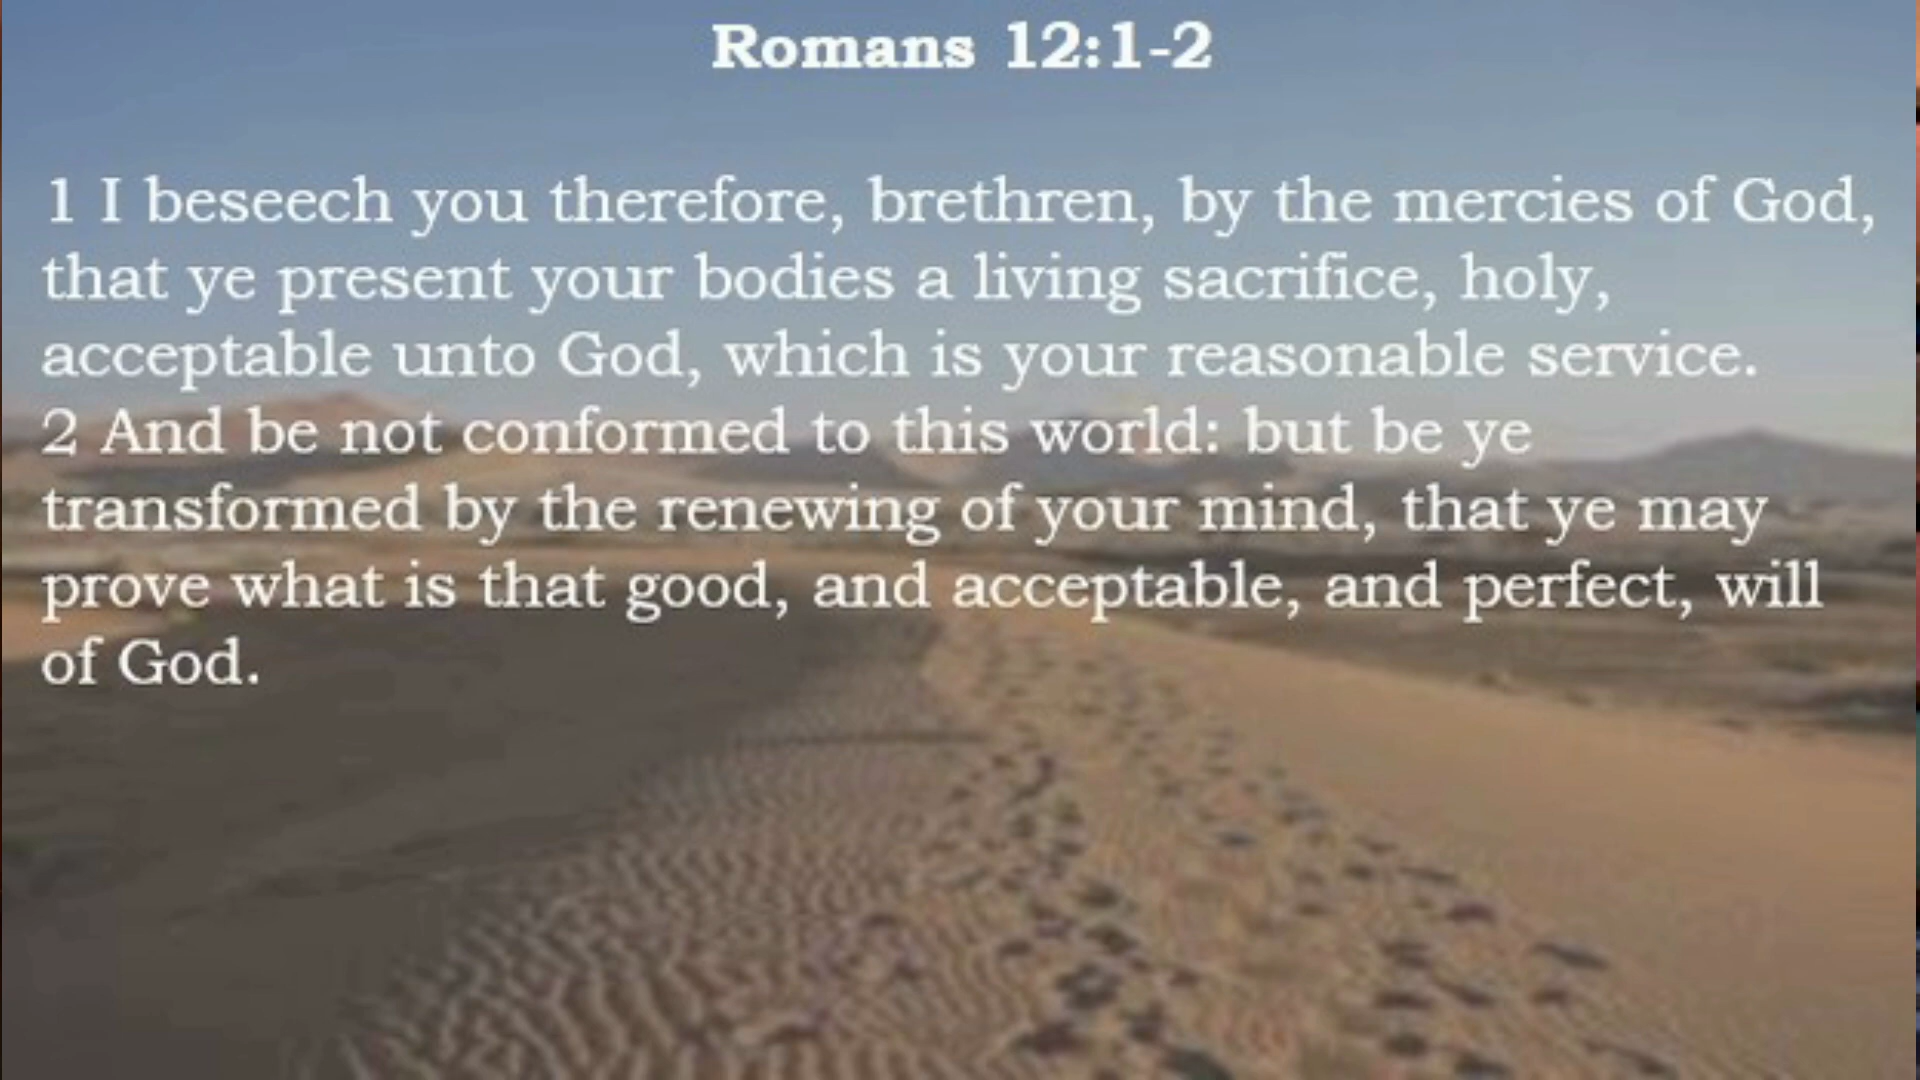 Romans 12:1-2
1 I beseech you therefore, brethren, by the mercies of God,
that ye present your bodies a living sacrifice, holy,
acceptable unto God, which is your reasonable service.
2 And be not conformed to this world: but be ye
transformed by the renewing of your mind, that ye may
prove what is that good, and acceptable, and perfect, will
of God.